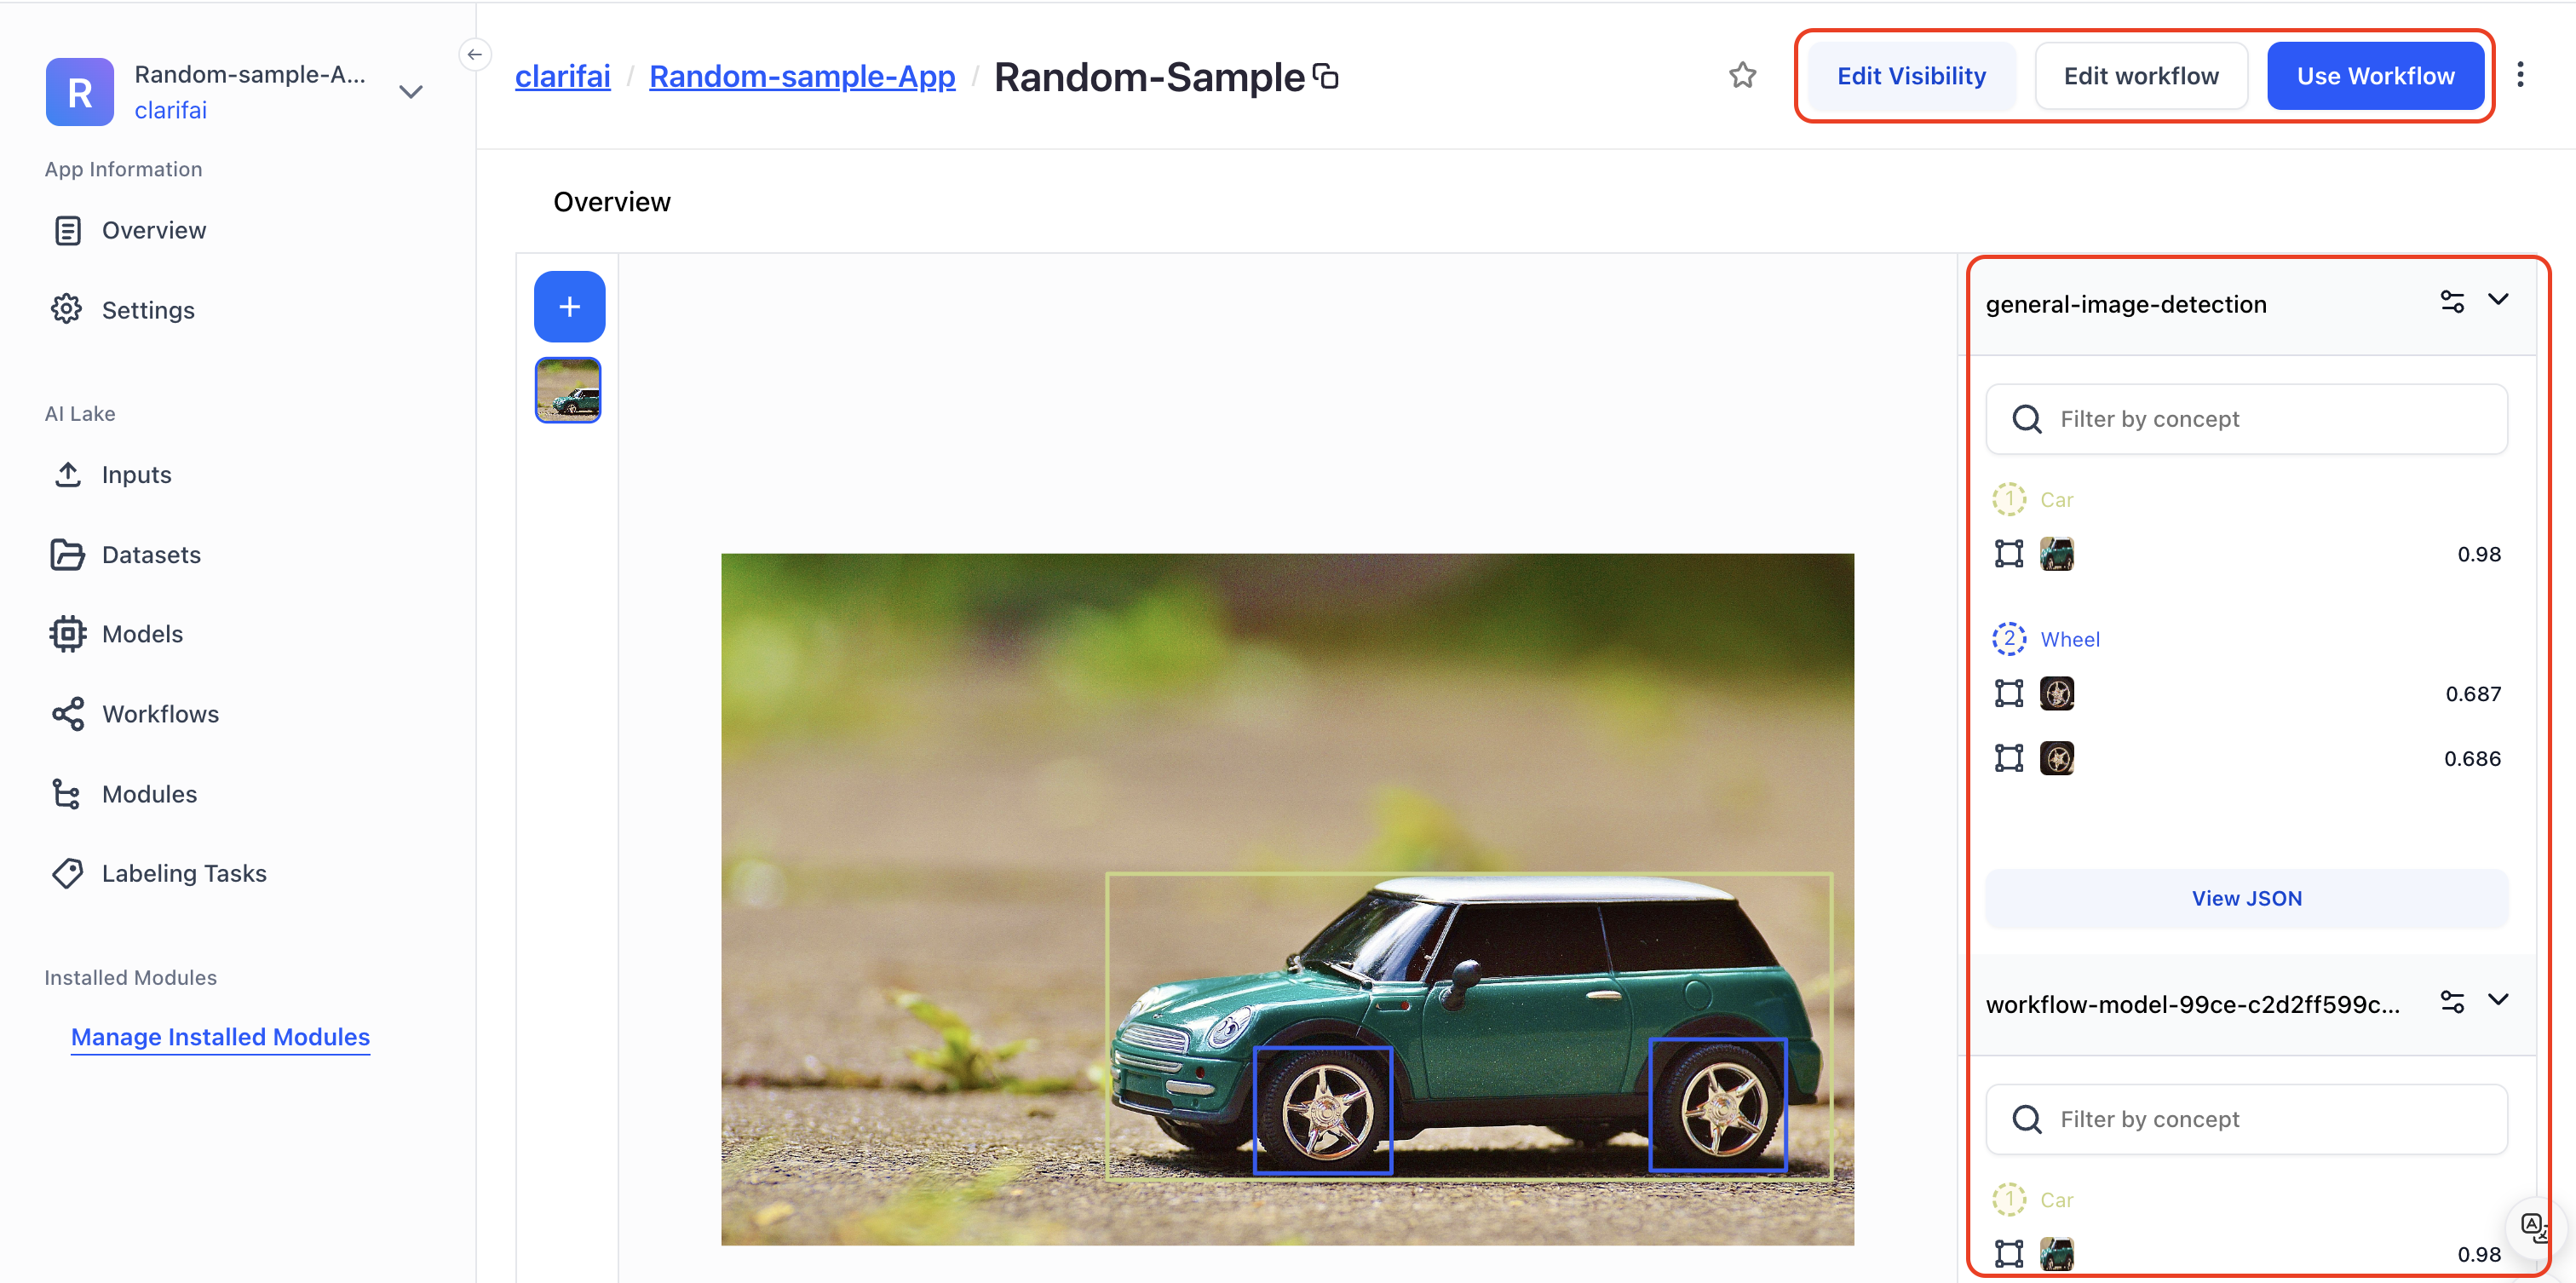 R
Random-sample-A...
clarifai
App Information
Overview
Settings
AI Lake
Inputs
Datasets
Models
Workflows
Modules
Labeling Tasks
Installed Modules
Manage Installed Modules
clarifai / Random-sample-App / Random-Sample
Edit Visibility
Edit workflow
Use Workflow
Overview
+
general-image-detection
Filter by concept
1 Car
0.98
2 Wheel
0.687
0.686
View JSON
workflow-model-99ce-c2d2ff599c...
Filter by concept
1 Car
0.98